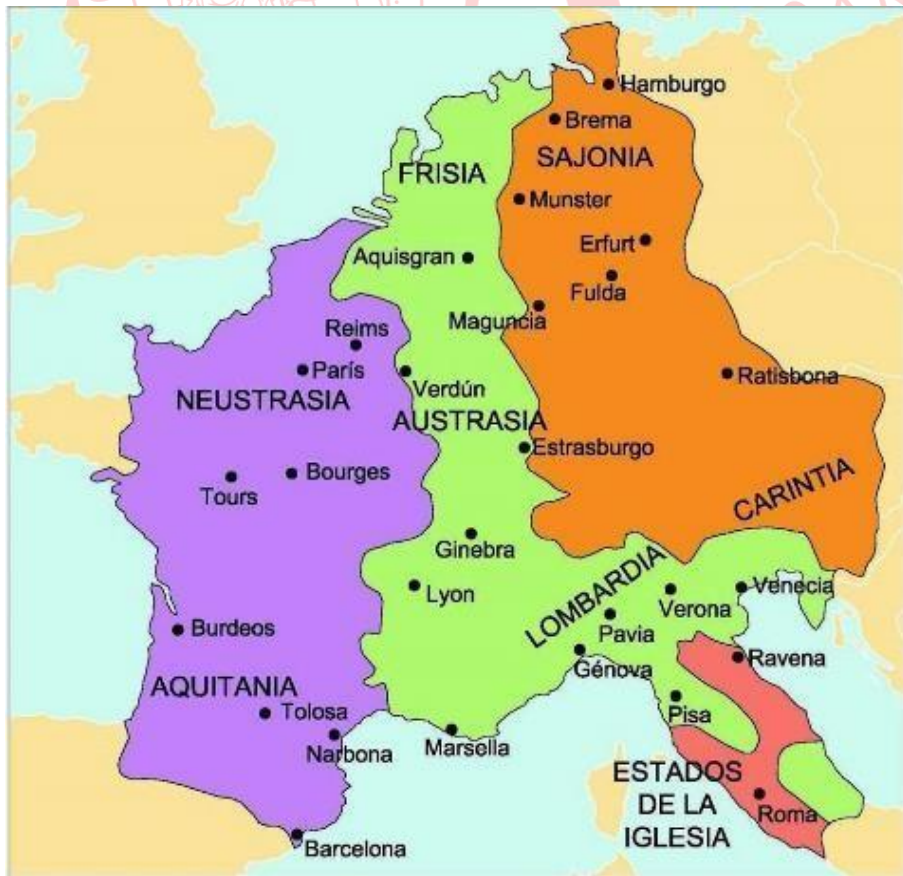 Hamburgo
Brema
SAJONIA
FRISIA
Munster
Erfurt
Aquisgran
Fulda
Maguncia
Reims
París
Verdún
Ratisbona
NEUSTRASIA
AUSTRASIA
Estrasburgo
Bourges
Tours
CARINTIA
Ginebra
Lyon
LOMBARDIA
Verona
Venecia
Pavia
Burdeos
Génova
Ravena
AQUITANIA
Pisa
Tolosa
Narbona
Marsella
ESTADOS
DE LA
IGLESIA
Roma
Barcelona